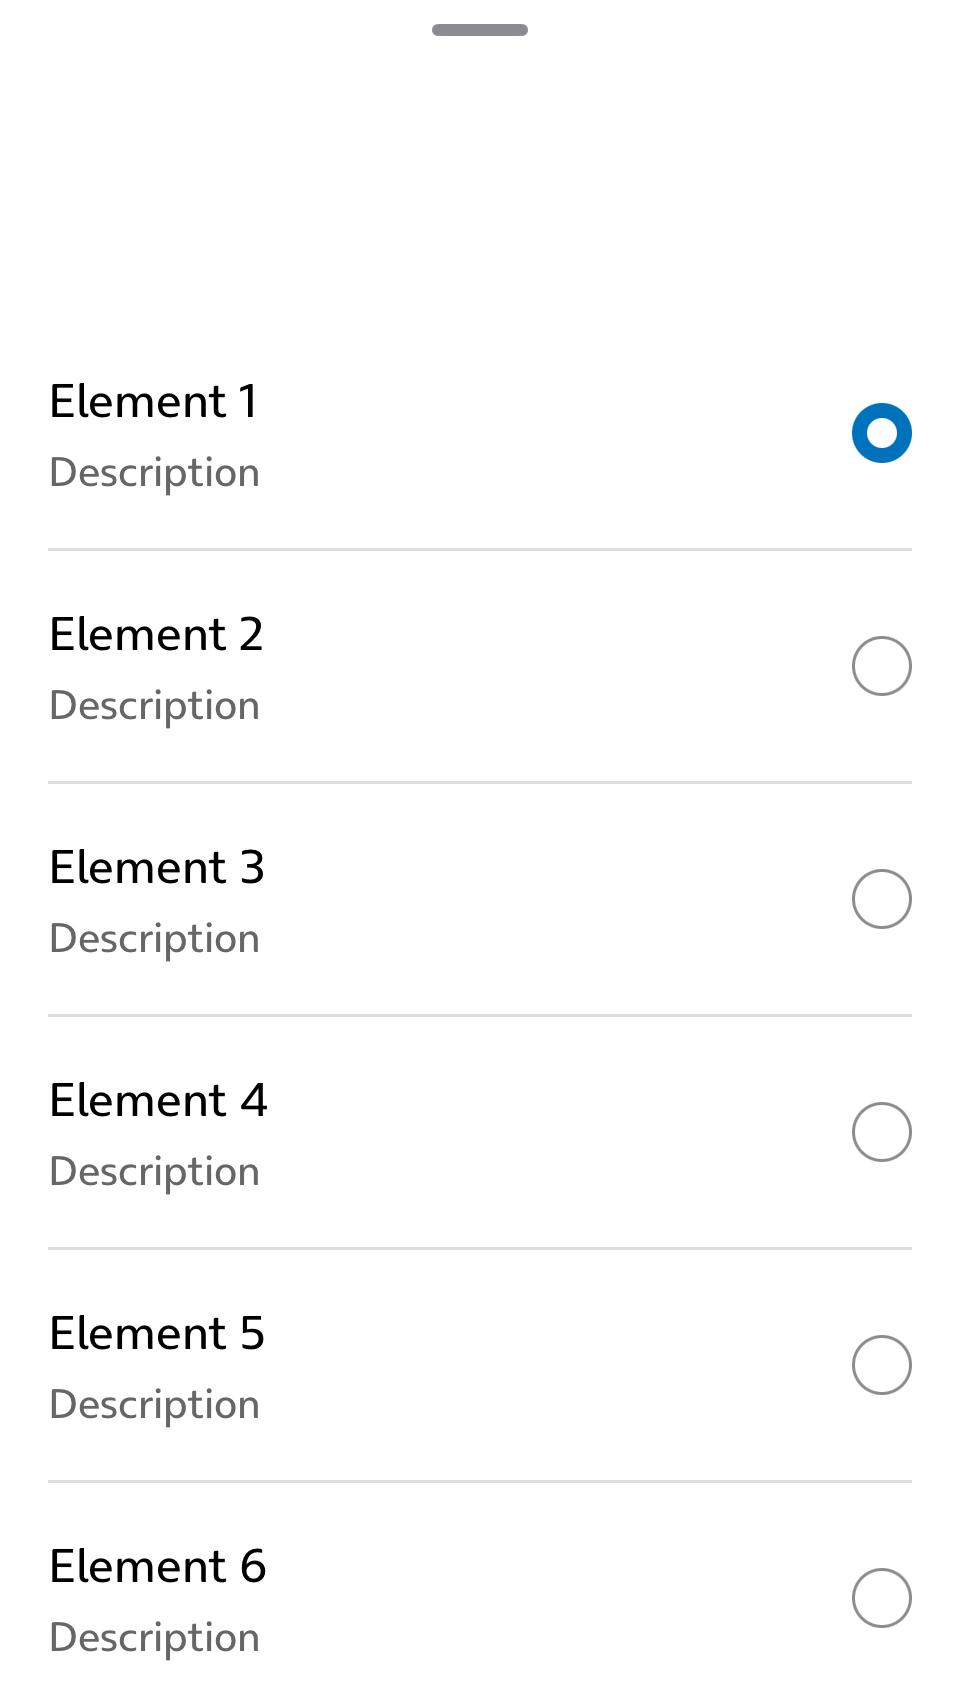 Element 1
Description
Element 2
Description
Element 3
Description
Element 4
Description
Element 5
Description
Element 6
Description